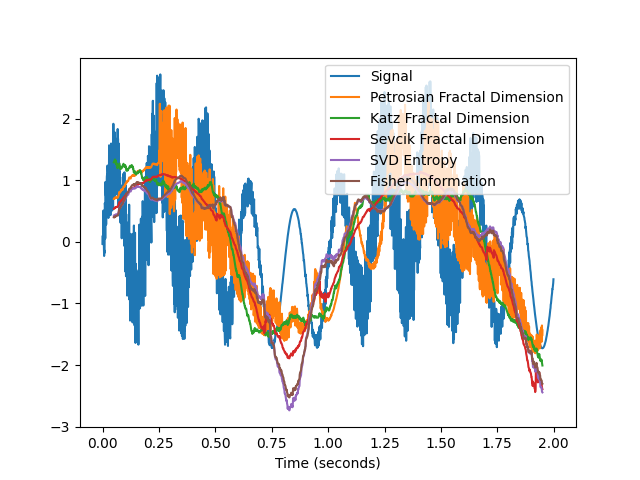 Signal
Petrosian Fractal Dimension
Katz Fractal Dimension
Sevcik Fractal Dimension
SVD Entropy
Fisher Information
2
1
0
−1
−2
−3
0.00 0.25 0.50 0.75 1.00 1.25 1.50 1.75 2.00
Time (seconds)